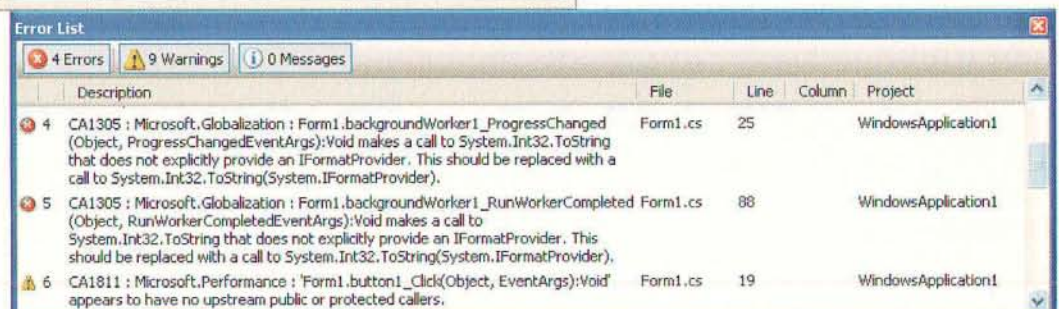 Error List
4 Errors 9 Warnings 0 Messages
Description File Line Column Project
4 CA1305 : Microsoft.Globalization : Form1.backgroundWorker1_ProgressChanged Form1.cs 25 WindowsApplication1
(Object, ProgressChangedEventArgs):Void makes a call to System.Int32.ToString
that does not explicitly provide an IFormatProvider. This should be replaced with a
call to System.Int32.ToString(System.IFormatProvider).
5 CA1305 : Microsoft.Globalization : Form1.backgroundWorker1_RunWorkerCompleted Form1.cs 88 WindowsApplication1
(Object, RunWorkerCompletedEventArgs):Void makes a call to
System.Int32.ToString that does not explicitly provide an IFormatProvider. This
should be replaced with a call to System.Int32.ToString(System.IFormatProvider).
6 CA1811 : Microsoft.Performance : 'Form1.button1_Click(Object, EventArgs):Void' Form1.cs 19 WindowsApplication1
appears to have no upstream public or protected callers.